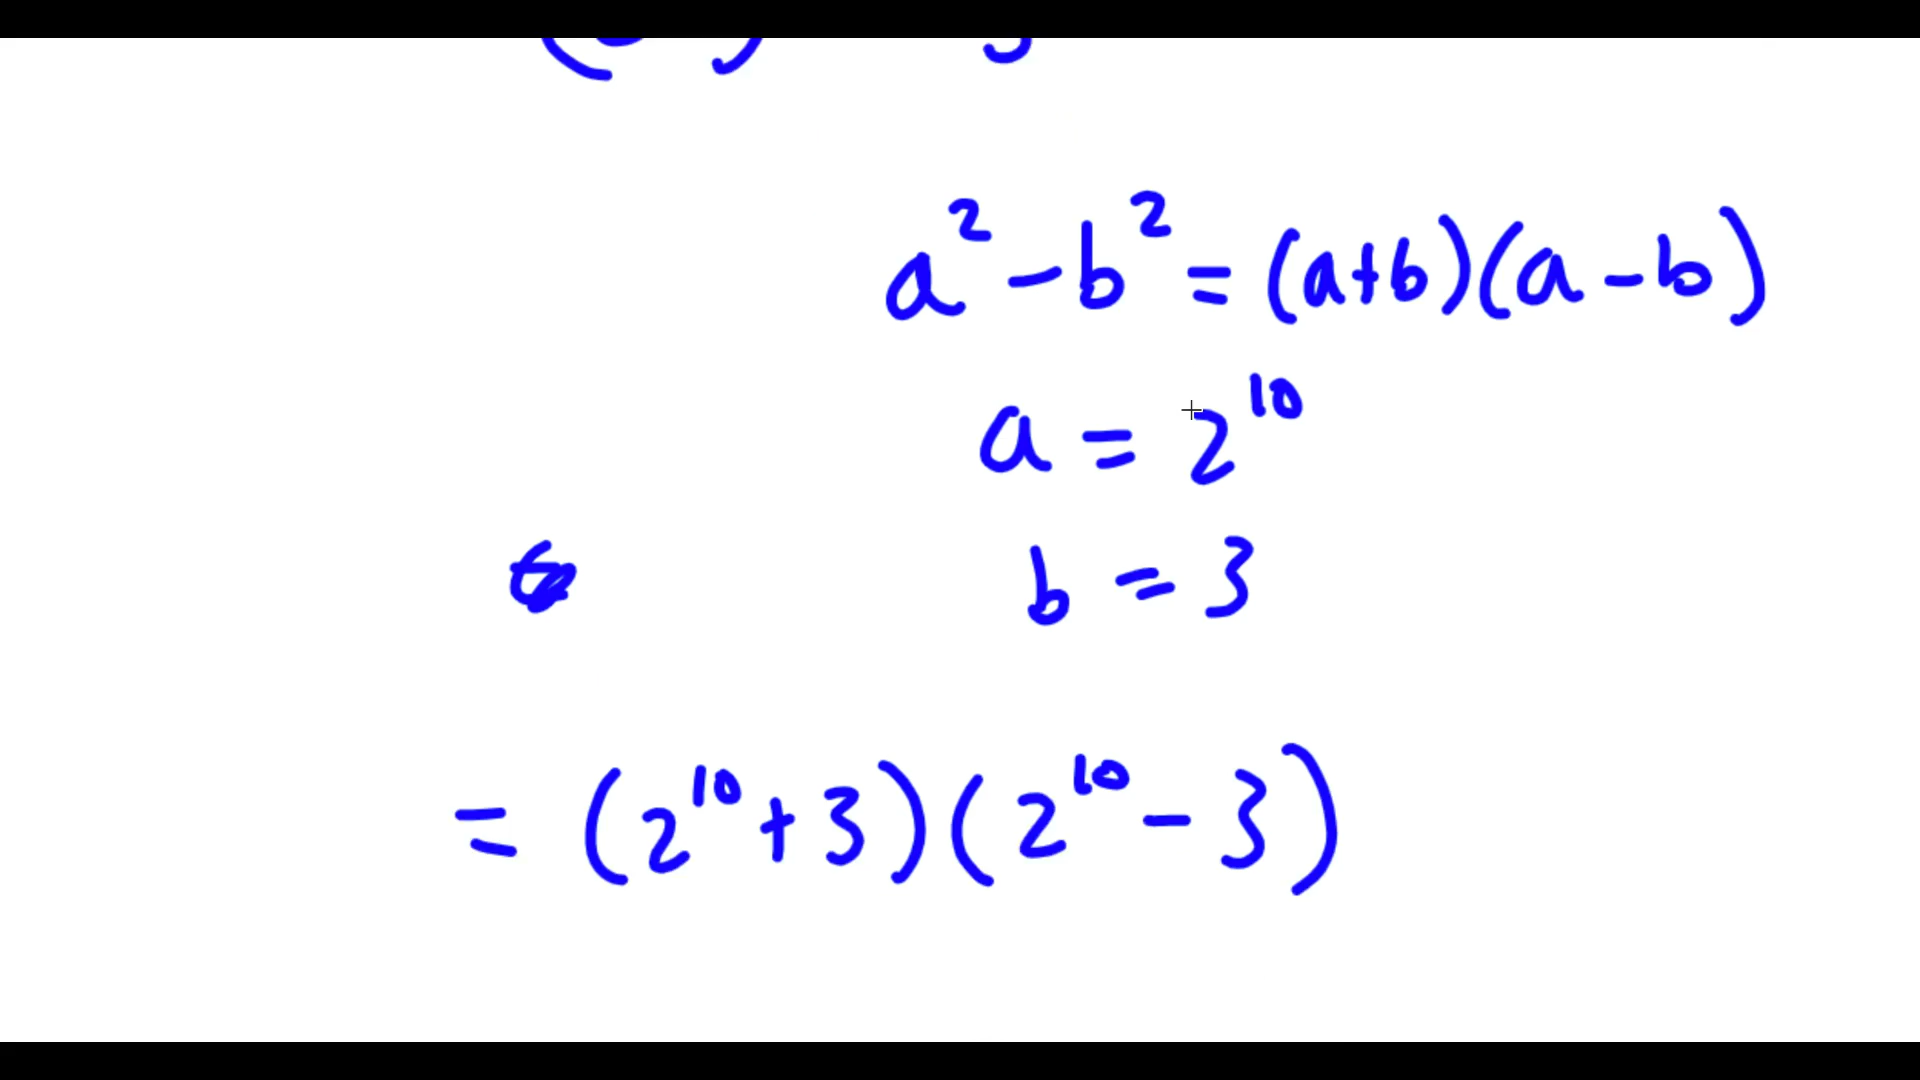 a² - b² = (a+b)(a-b)
a = 2¹⁰
b = 3
= (2¹⁰+3)(2¹⁰-3)